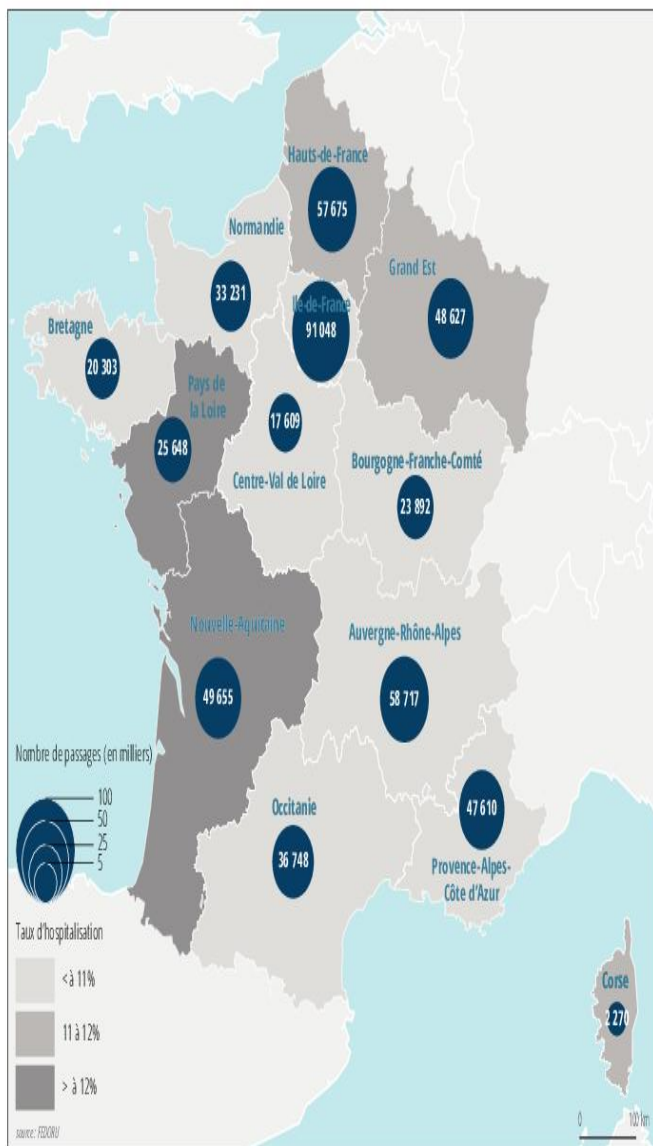 Hauts-de-France
57 675
Normandie
33 231
Grand Est
48 627
Ile-de-France
91 048
Bretagne
20 303
Pays de
la Loire
25 648
17 609
Centre-Val de Loire
Bourgogne-Franche-Comté
23 892
Nouvelle-Aquitaine
49 655
Auvergne-Rhône-Alpes
58 717
47 610
Provence-Alpes-
Côte d'Azur
Occitanie
36 748
Corse
2 270
Nombre de passages (en milliers)
100
50
25
5
Taux d'hospitalisation
< à 11%
11 à 12%
> à 12%
source : FEDORU
0 100 km